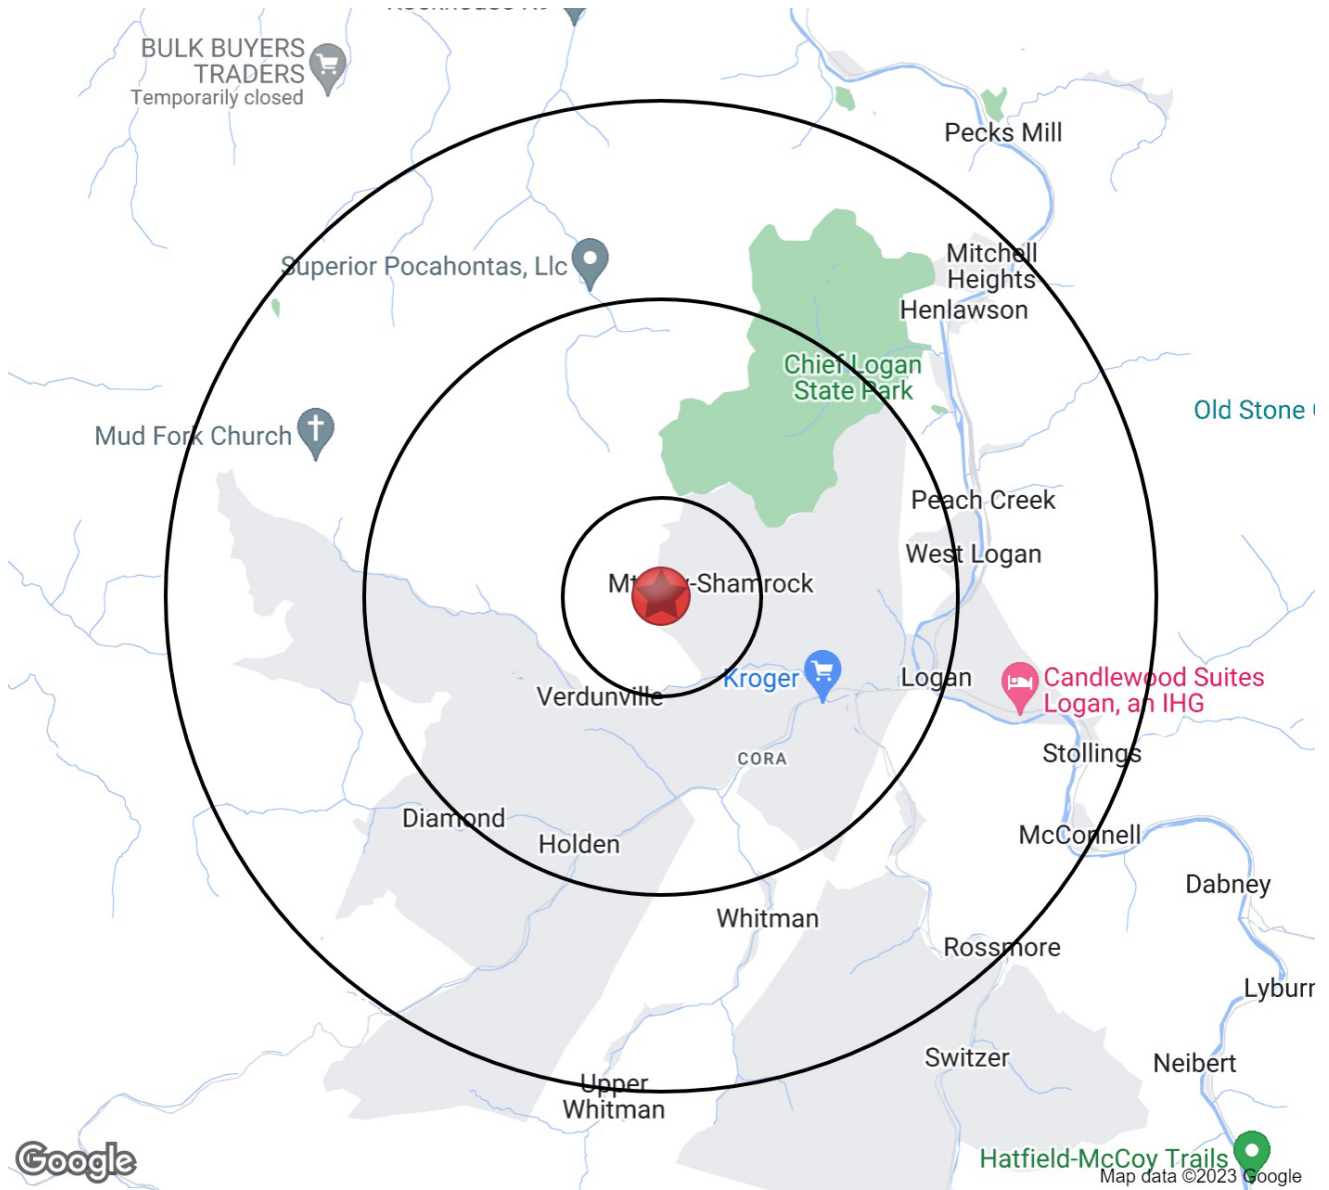 BULK BUYERS
TRADERS
Temporarily closed
Pecks Mill
Superior Pocahontas, Llc
Mitchell
Heights
Henlawson
Chief Logan
State Park
Old Stone
Mud Fork Church
Peach Creek
West Logan
-Shamrock
Kroger
Logan
Candlewood Suites
Logan, an IHG
Verdunville
CORA
Stollings
Diamond
Holden
McConnell
Dabney
Whitman
Rossmore
Lyburn
Switzer
Neibert
Upper
Whitman
Hatfield-McCoy Trails
Google
Map data ©2023 Google